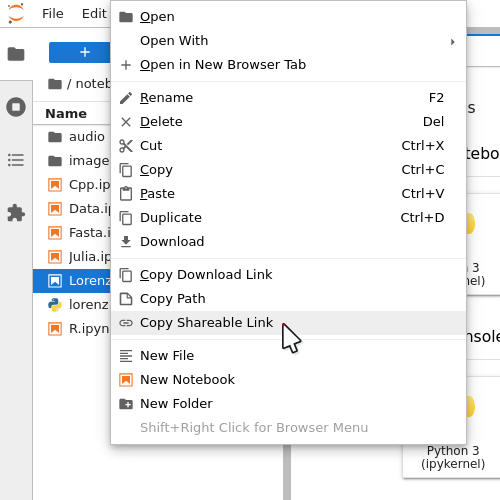 File Edit
+
/ noteb
Name
audio
image
Cpp.ip
Data.ip
Fasta.i
Julia.ip
Lorenz
lorenz
R.ipyn
Open
Open With
Open in New Browser Tab
Rename F2
Delete Del
Cut Ctrl+X
Copy Ctrl+C
Paste Ctrl+V
Duplicate Ctrl+D
Download
Copy Download Link
Copy Path
Copy Shareable Link
New File
New Notebook
New Folder
Shift+Right Click for Browser Menu
s
tebo
3
nel)
nsole
Python 3
(ipykernel)